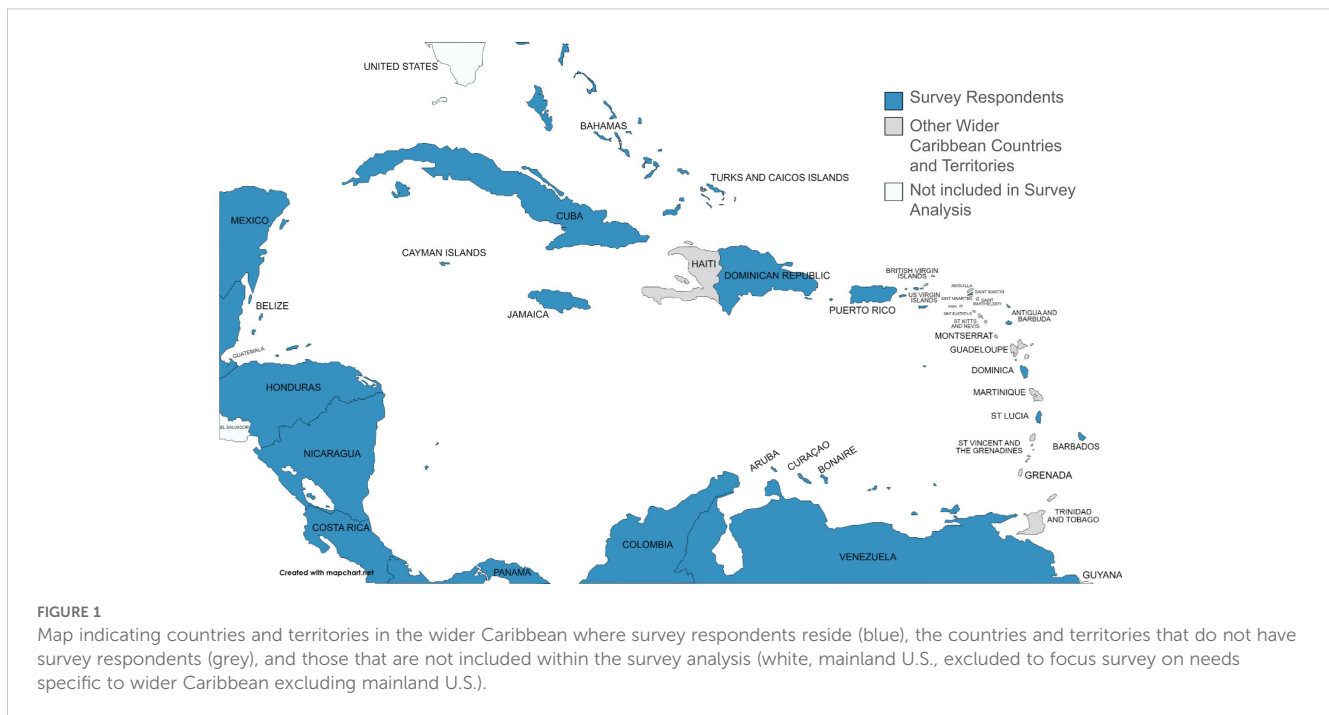 UNITED STATES
BAHAMAS
TURKS AND CAICOS ISLANDS
Survey Respondents
Other Wider
Caribbean Countries
and Territories
Not included in Survey
Analysis
MEXICO
CUBA
CAYMAN ISLANDS
HAITI
DOMINICAN REPUBLIC
BELIZE
JAMAICA
PUERTO RICO
BRITISH VIRGIN
ISLANDS
US VIRGIN
ISLANDS
ANGUILLA
SAINT MARTIN
SINT MAARTEN
SAINT
BARTHELEMY
SABA
SINT EUSTATIUS
ST KITTS
AND NEVIS
ANTIGUA AND
BARBUDA
MONTSERRAT
GUADELOUPE
GUATEMALA
DOMINICA
HONDURAS
MARTINIQUE
ST LUCIA
EL SALVADOR
NICARAGUA
ST VINCENT AND
THE GRENADINES
BARBADOS
ARUBA
CURAÇAO
BONAIRE
GRENADA
TRINIDAD
AND TOBAGO
COSTA RICA
COLOMBIA
VENEZUELA
PANAMA
GUYANA
Created with mapchart.net
FIGURE 1
Map indicating countries and territories in the wider Caribbean where survey respondents reside (blue), the countries and territories that do not have
survey respondents (grey), and those that are not included within the survey analysis (white, mainland U.S., excluded to focus survey on needs
specific to wider Caribbean excluding mainland U.S.).